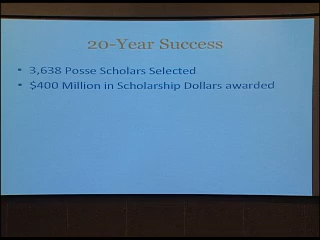 20-Year Success
• 3,638 Posse Scholars Selected
• $400 Million in Scholarship Dollars awarded